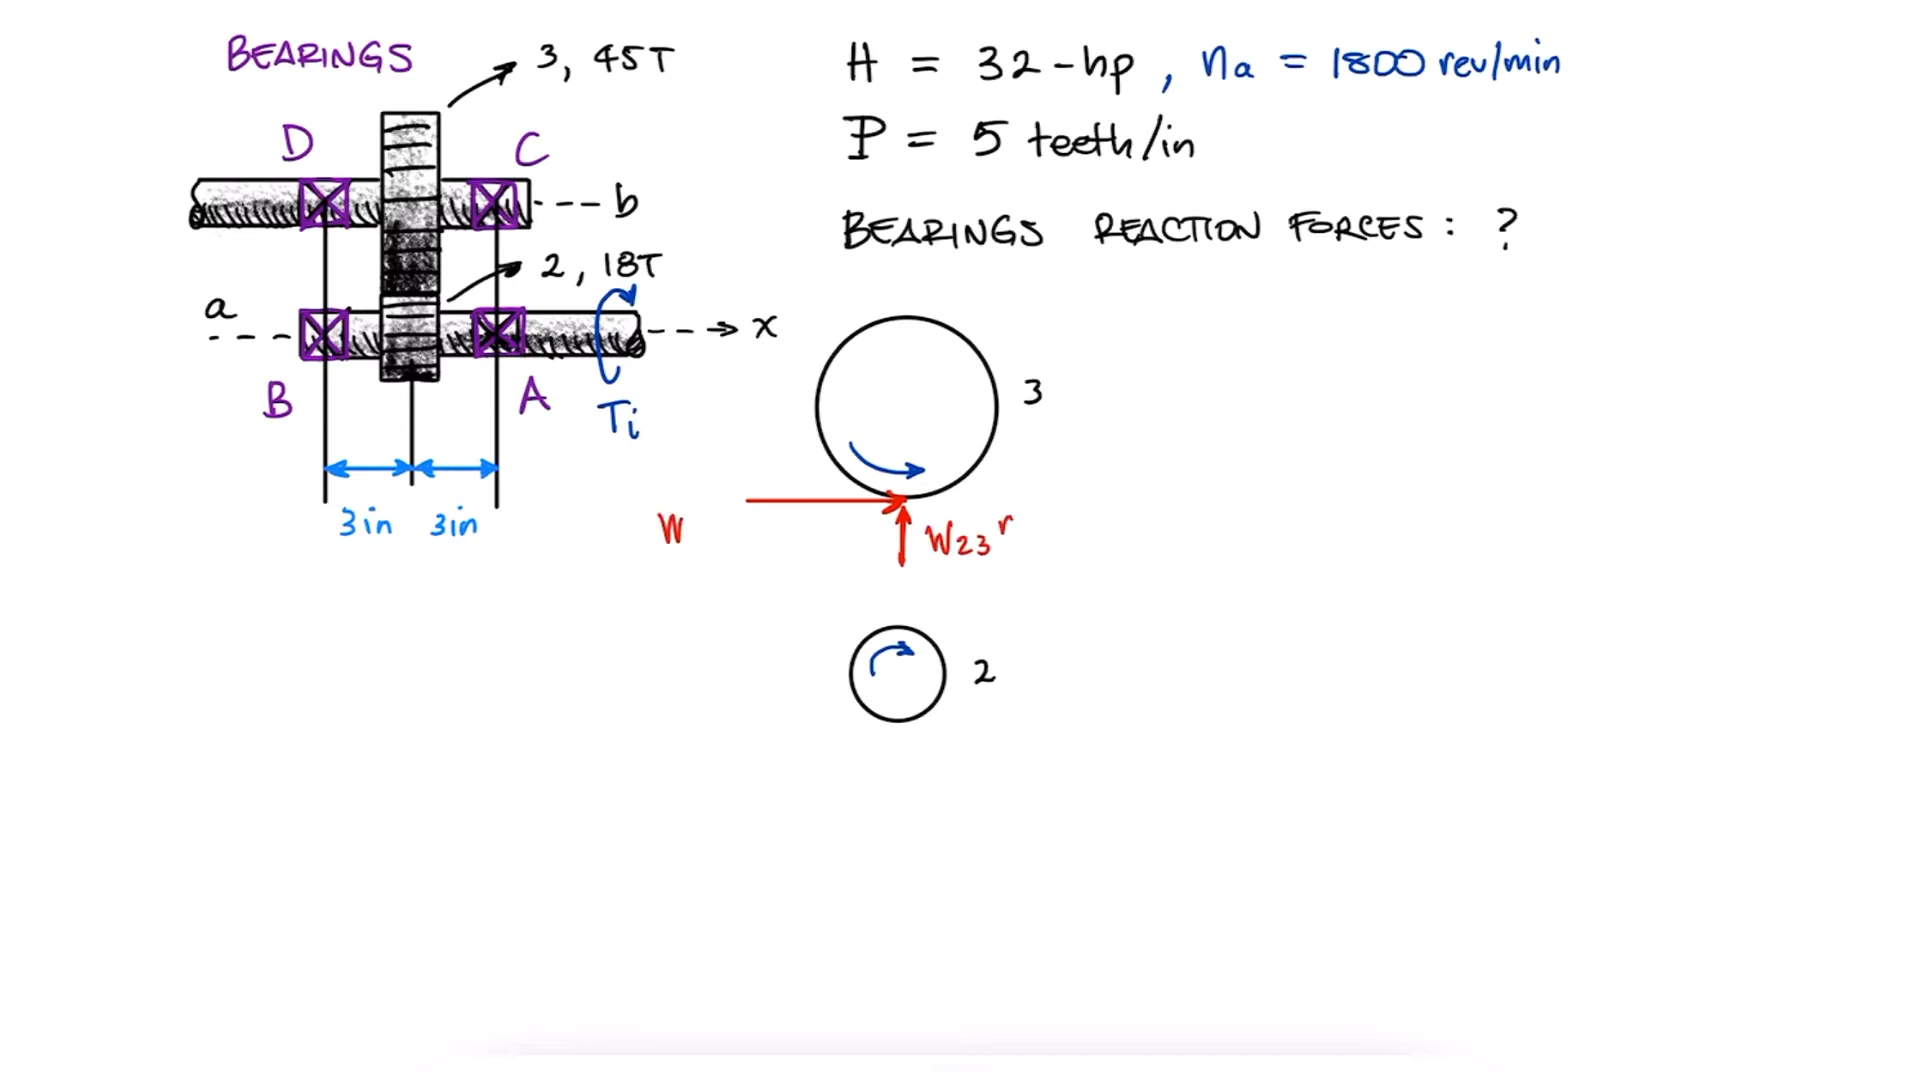 BEARINGS
3, 45T
D
C
b
2, 18T
a
x
B
A
Ti
3in 3in
H = 32-hp, na = 1800 rev/min
P = 5 teeth/in
BEARINGS REACTION FORCES: ?
3
W
W23r
2